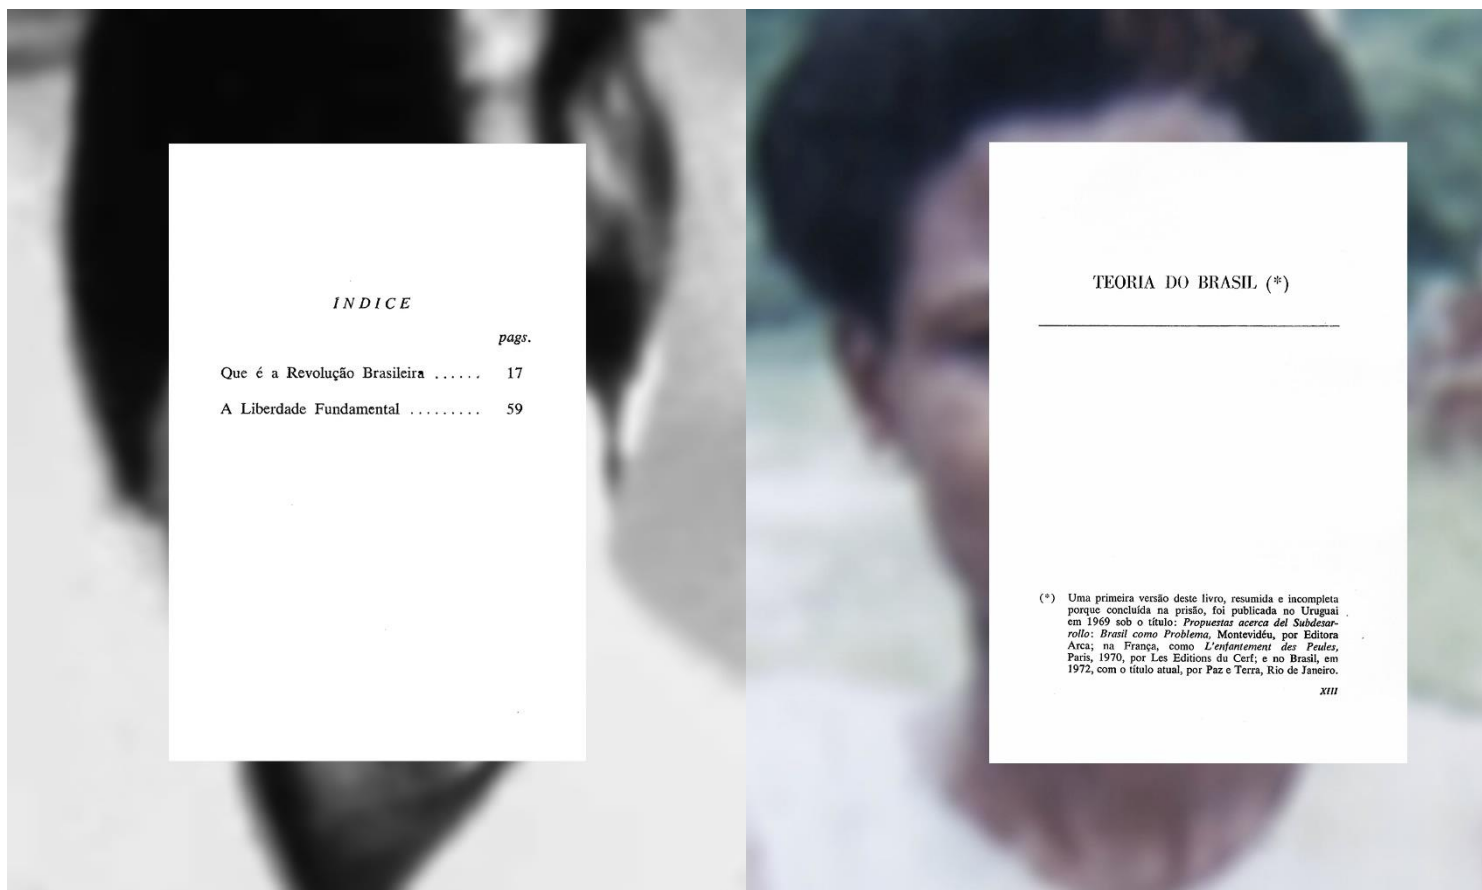 INDICE
pags.
Que é a Revolução Brasileira ...... 17
A Liberdade Fundamental ......... 59
TEORIA DO BRASIL (*)
(*) Uma primeira versão deste livro, resumida e incompleta
porque concluída na prisão, foi publicada no Uruguai
em 1969 sob o título: Propuestas acerca del Subdesar-
rollo: Brasil como Problema, Montevidéu, por Editora
Arca; na França, como L'enfantement des Peules,
Paris, 1970, por Les Editions du Cerf; e no Brasil, em
1972, com o título atual, por Paz e Terra, Rio de Janeiro.
XIII